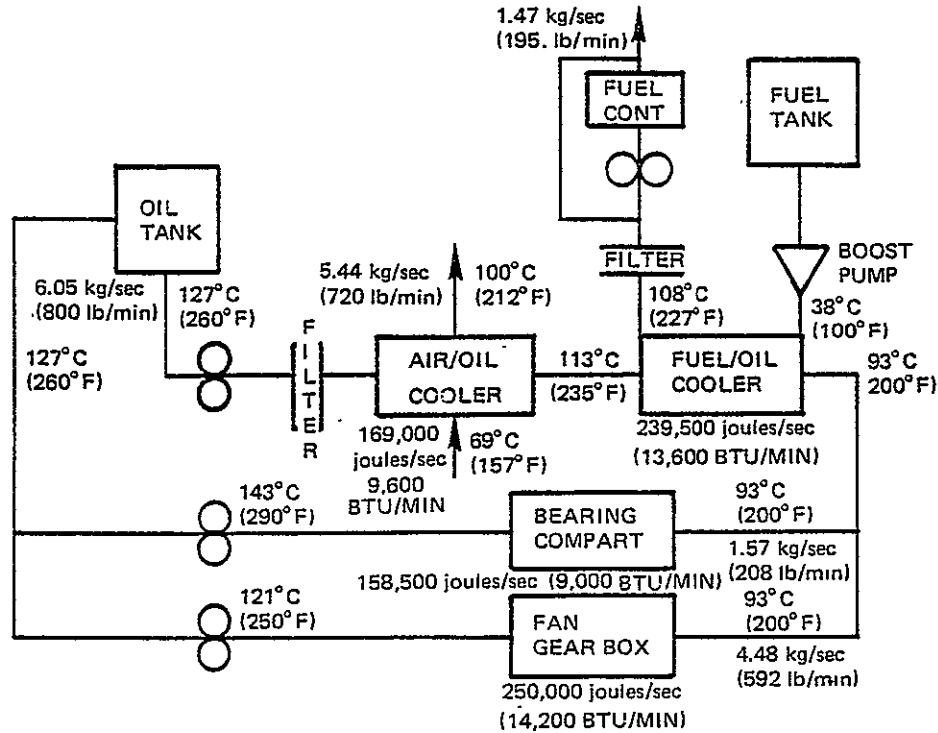 1.47 kg/sec
(195. lb/min)
FUEL
CONT
FUEL
TANK
OIL
TANK
FILTER
BOOST
PUMP
6.05 kg/sec
(800 lb/min)
127°C
(260°F)
5.44 kg/sec
(720 lb/min)
100°C
(212°F)
108°C
(227°F)
38°C
(100°F)
127°C
(260°F)
FILTER
AIR/OIL
COOLER
113°C
(235°F)
FUEL/OIL
COOLER
93°C
200°F)
169,000
joules/sec
9,600
BTU/MIN
69°C
(157°F)
239,500 joules/sec
(13,600 BTU/MIN)
143°C
(290°F)
BEARING
COMPART
93°C
(200°F)
158,500 joules/sec (9,000 BTU/MIN)
1.57 kg/sec
(208 lb/min)
121°C
(250°F)
FAN
GEAR BOX
93°C
(200°F)
250,000 joules/sec
(14,200 BTU/MIN)
4.48 kg/sec
(592 lb/min)